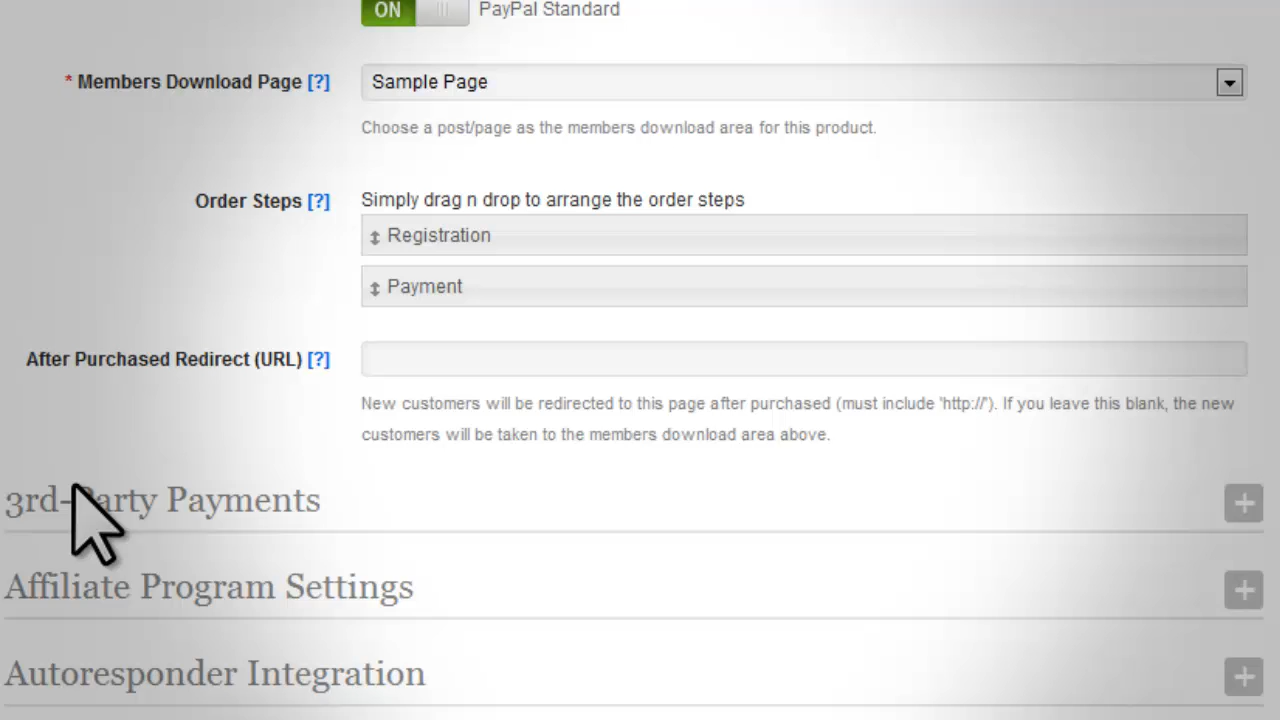 ON PayPal Standard
* Members Download Page [?] Sample Page
Choose a post/page as the members download area for this product.
Order Steps [?] Simply drag n drop to arrange the order steps
Registration
Payment
After Purchased Redirect (URL) [?]
New customers will be redirected to this page after purchased (must include 'http://'). If you leave this blank, the new
customers will be taken to the members download area above.
3rd-Party Payments
Affiliate Program Settings
Autoresponder Integration